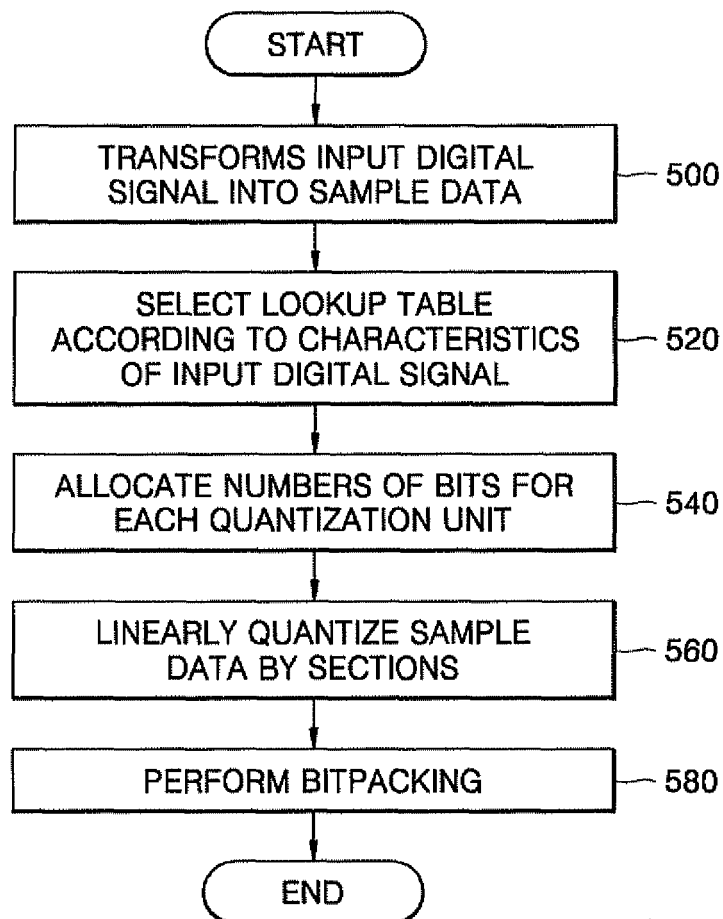 START
TRANSFORMS INPUT DIGITAL
SIGNAL INTO SAMPLE DATA
500
SELECT LOOKUP TABLE
ACCORDING TO CHARACTERISTICS
OF INPUT DIGITAL SIGNAL
520
ALLOCATE NUMBERS OF BITS FOR
EACH QUANTIZATION UNIT
540
LINEARLY QUANTIZE SAMPLE
DATA BY SECTIONS
560
PERFORM BITPACKING
580
END